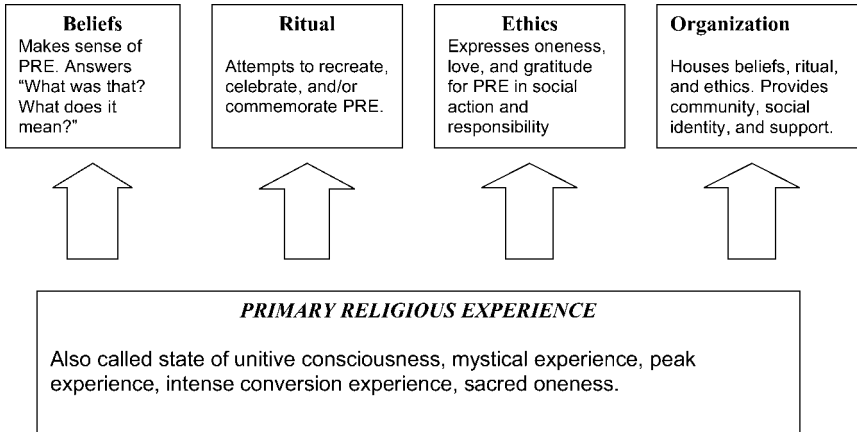 Beliefs
Makes sense of
PRE. Answers
“What was that?
What does it
mean?”
Ritual
Attempts to recreate,
celebrate, and/or
commemorate PRE.
Ethics
Expresses oneness,
love, and gratitude
for PRE in social
action and
responsibility
Organization
Houses beliefs, ritual,
and ethics. Provides
community, social
identity, and support.
PRIMARY RELIGIOUS EXPERIENCE
Also called state of unitive consciousness, mystical experience, peak
experience, intense conversion experience, sacred oneness.